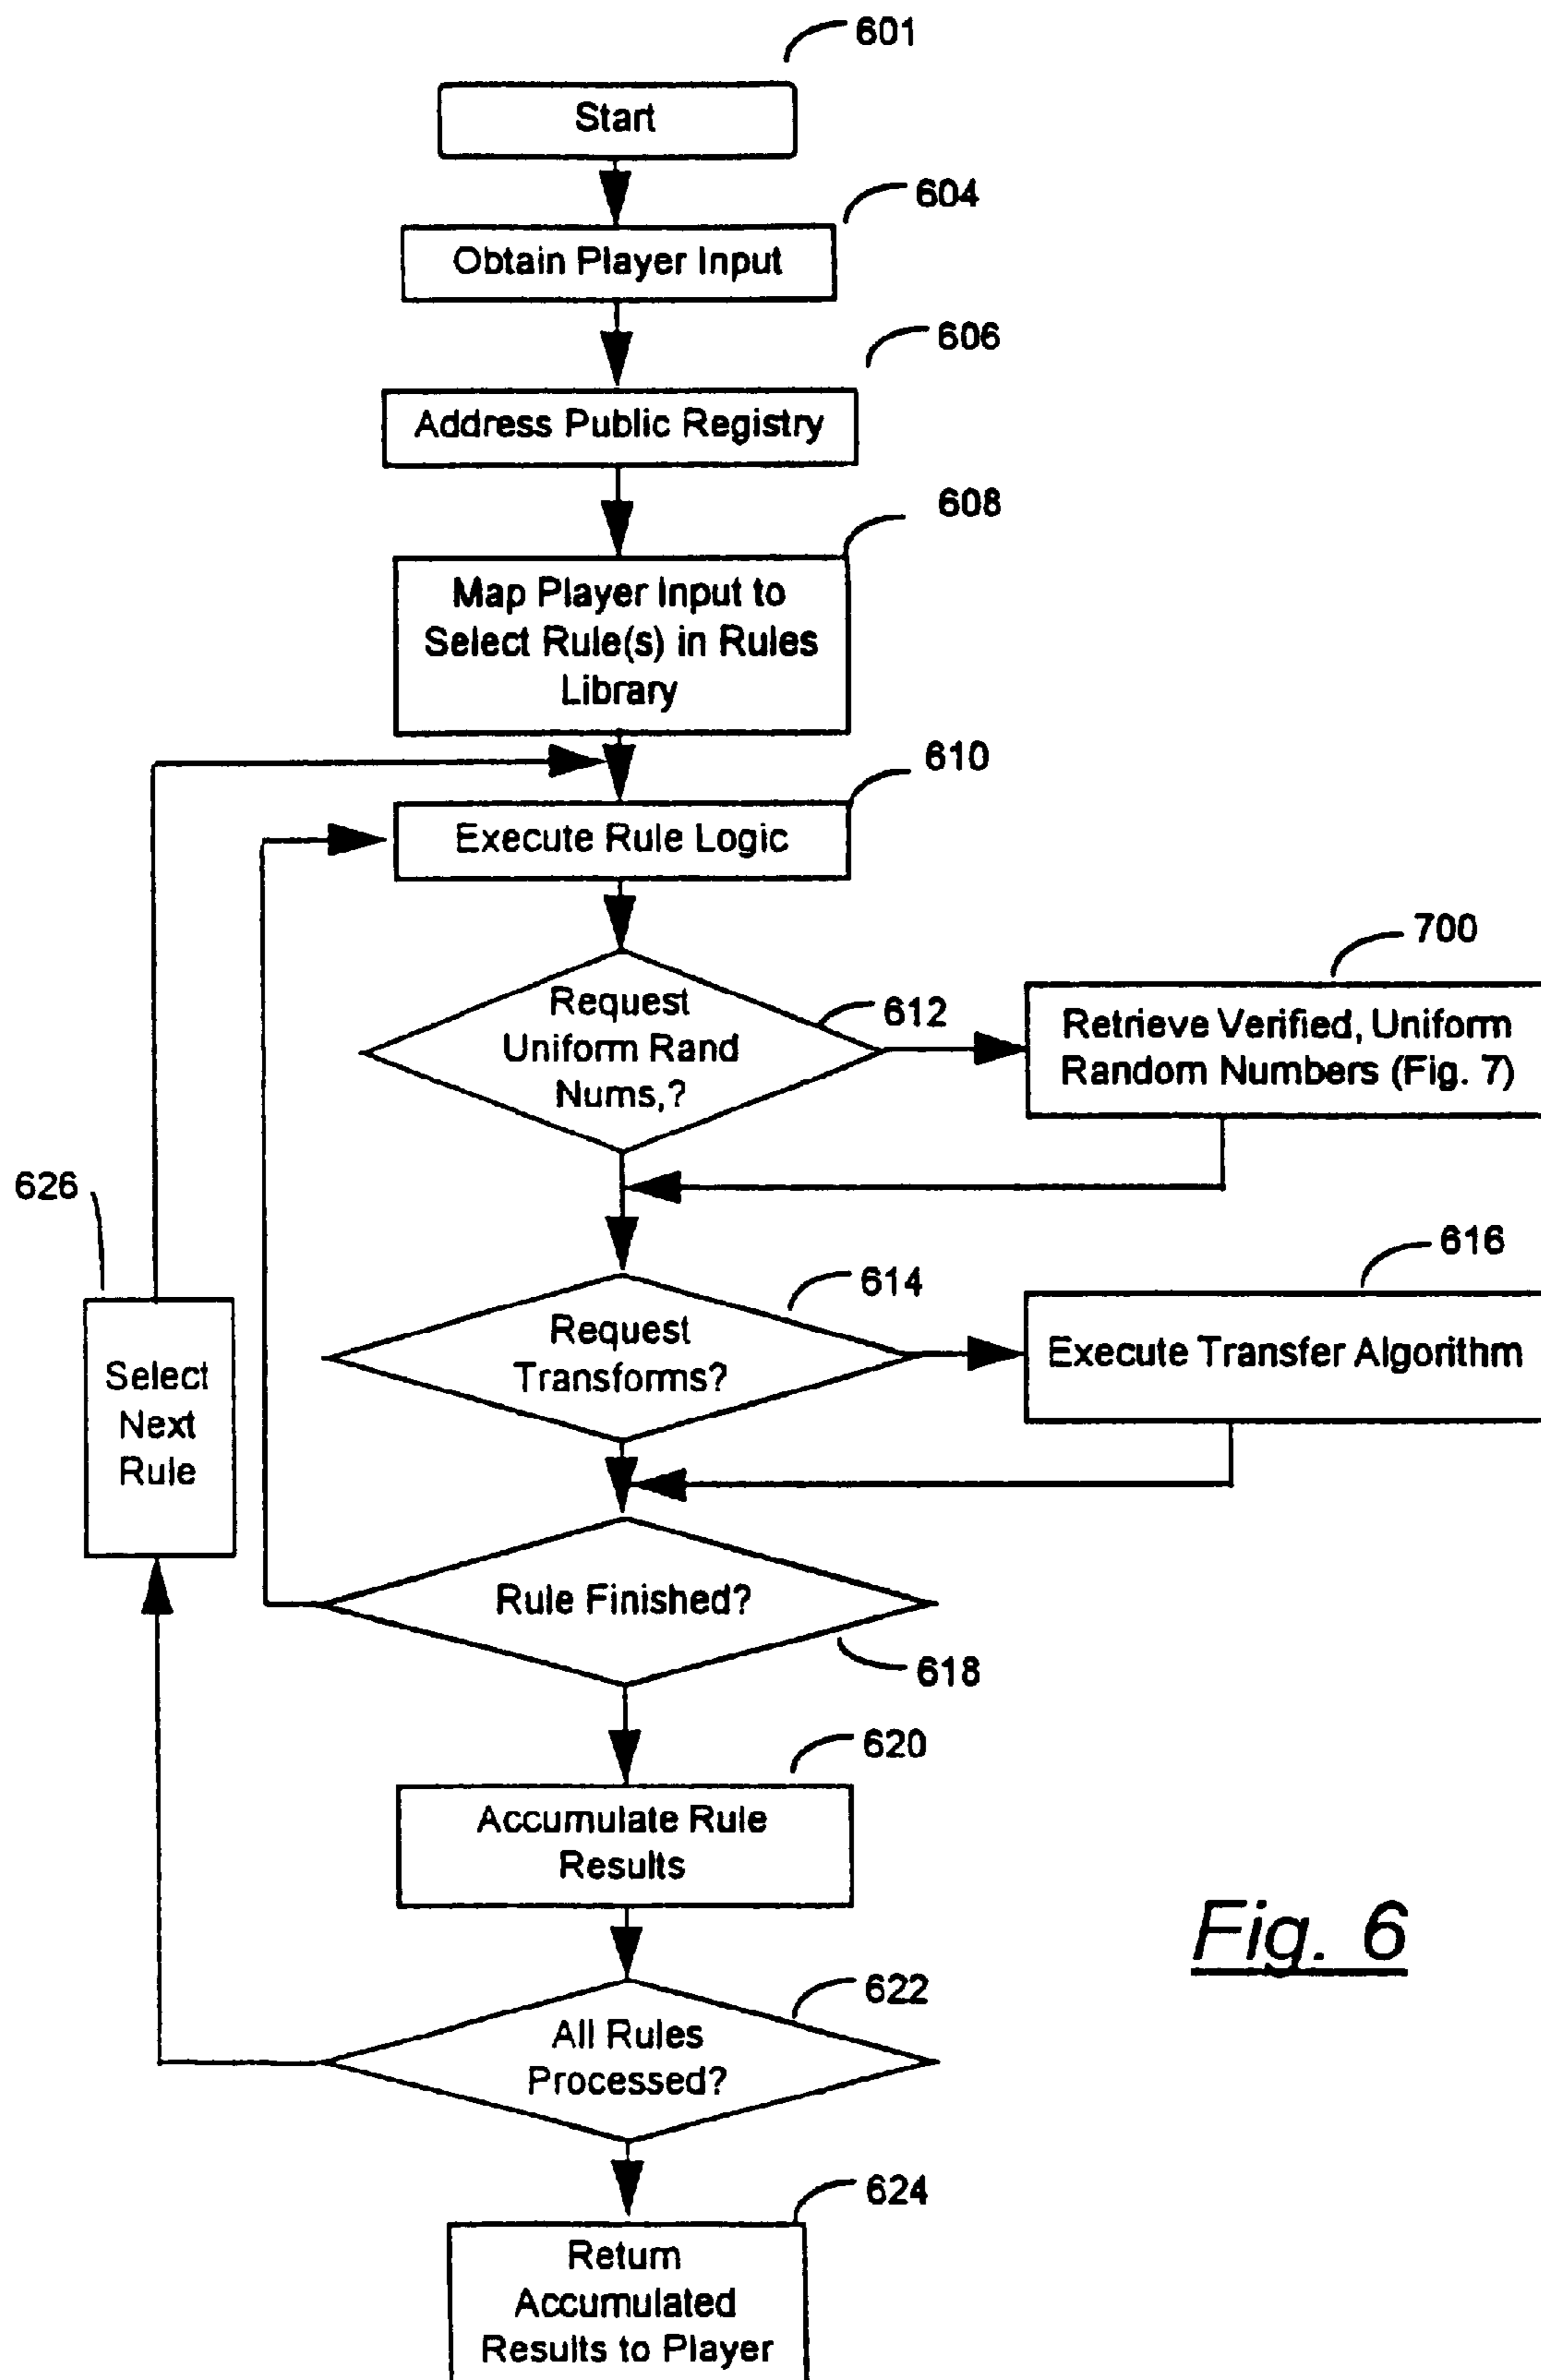 601
Start
604
Obtain Player Input
606
Address Public Registry
608
Map Player Input to
Select Rule(s) in Rules
Library
610
Execute Rule Logic
700
Request
Uniform Rand
Nums,?
612
Retrieve Verified, Uniform
Random Numbers (Fig. 7)
626
616
614
Request
Transforms?
Execute Transfer Algorithm
Select
Next
Rule
Rule Finished?
618
620
Accumulate Rule
Results
Fig. 6
622
All Rules
Processed?
624
Return
Accumulated
Results to Player